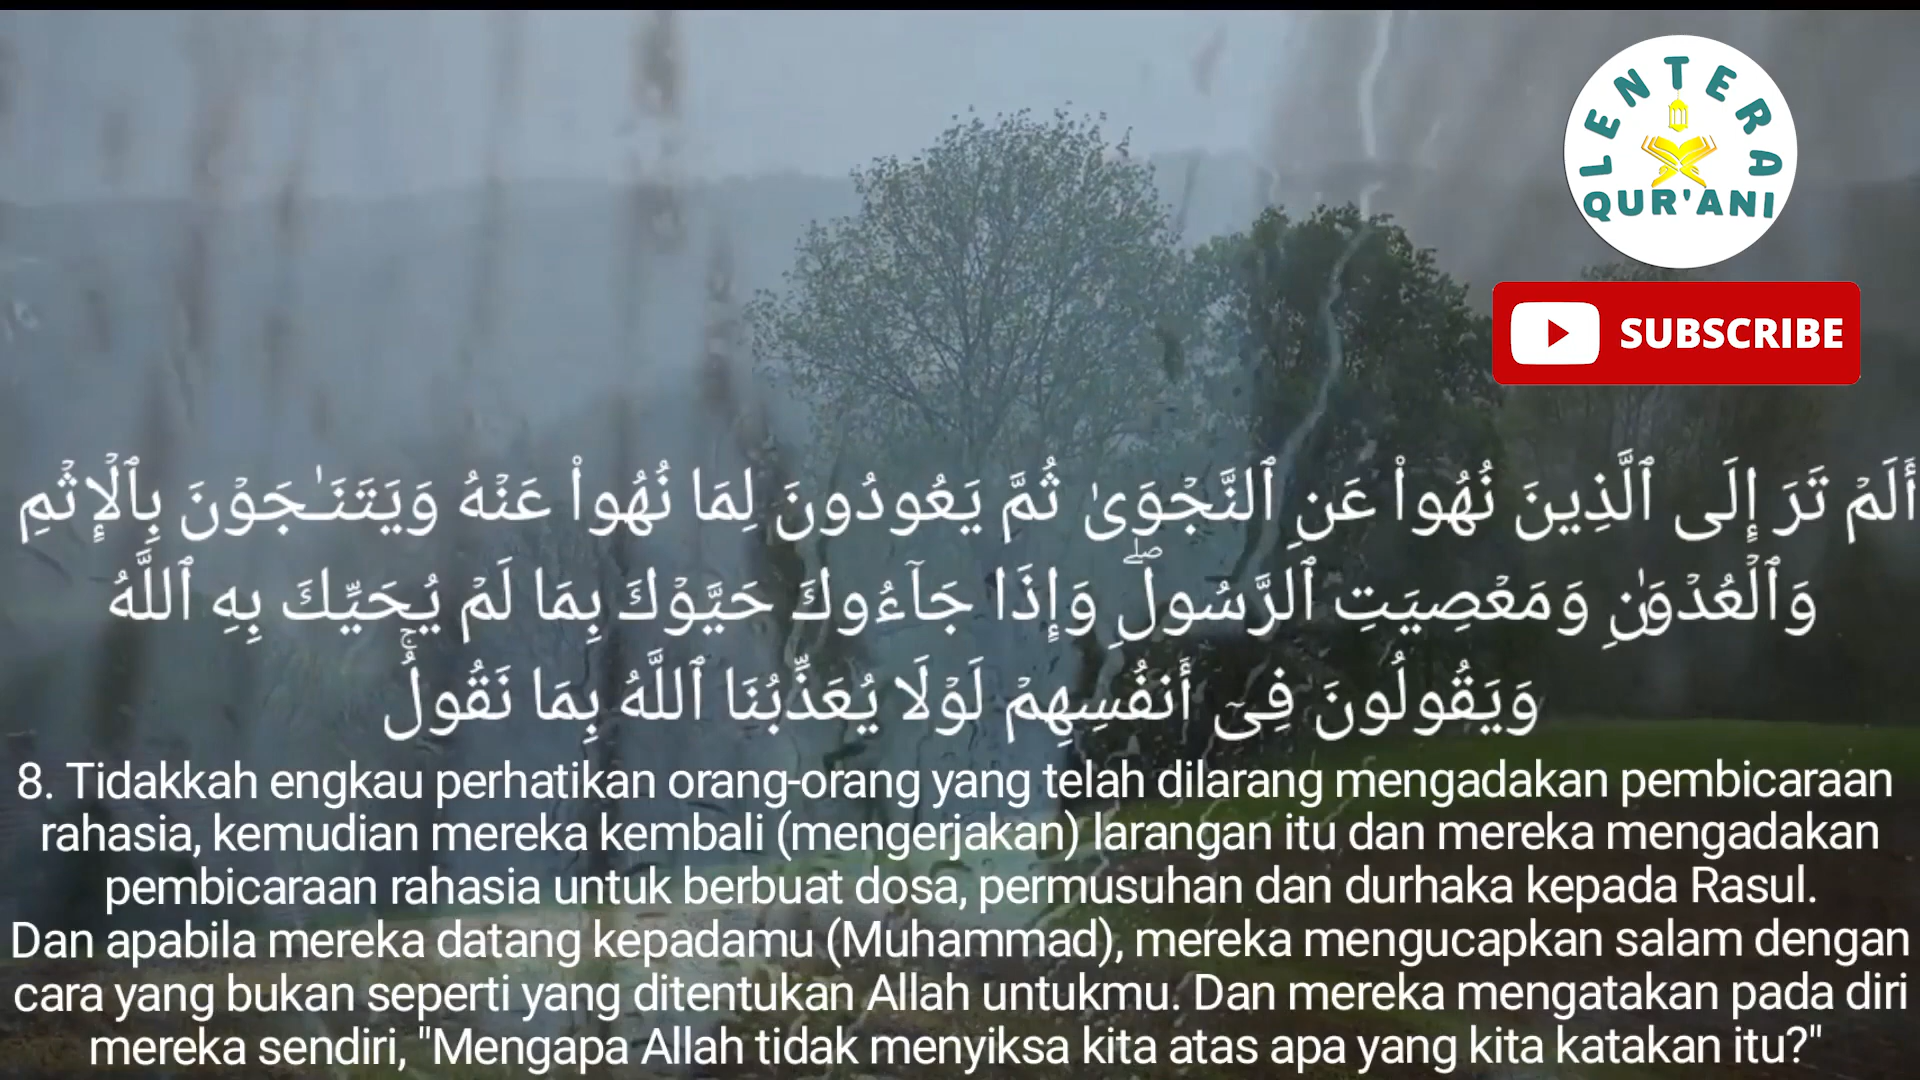 LENTERA
QUR'ANI
SUBSCRIBE
أَلَمْ تَرَ إِلَى ٱلَّذِينَ نُهُوا۟ عَنِ ٱلنَّجْوَىٰ ثُمَّ يَعُودُونَ لِمَا نُهُوا۟ عَنْهُ وَيَتَنَـٰجَوْنَ بِٱلْإِثْمِ
وَٱلْعُدْوَٰنِ وَمَعْصِيَتِ ٱلرَّسُولِۖ وَإِذَا جَآءُوكَ حَيَّوْكَ بِمَا لَمْ يُحَيِّكَ بِهِ ٱللَّهُ
وَيَقُولُونَ فِىٓ أَنفُسِهِمْ لَوْلَا يُعَذِّبُنَا ٱللَّهُ بِمَا نَقُولُۚ
8. Tidakkah engkau perhatikan orang-orang yang telah dilarang mengadakan pembicaraan
rahasia, kemudian mereka kembali (mengerjakan) larangan itu dan mereka mengadakan
pembicaraan rahasia untuk berbuat dosa, permusuhan dan durhaka kepada Rasul.
Dan apabila mereka datang kepadamu (Muhammad), mereka mengucapkan salam dengan
cara yang bukan seperti yang ditentukan Allah untukmu. Dan mereka mengatakan pada diri
mereka sendiri, "Mengapa Allah tidak menyiksa kita atas apa yang kita katakan itu?"